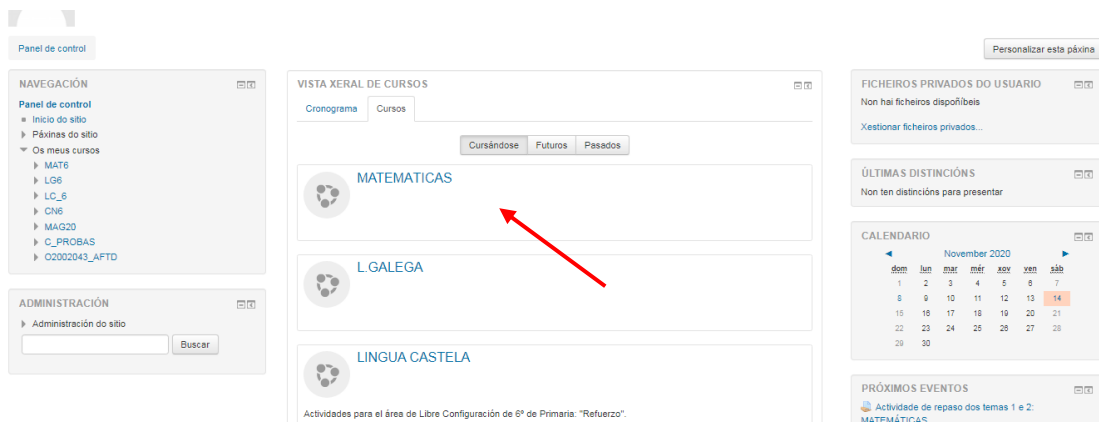 Panel de control
Personalizar esta páxina
NAVEGACIÓN
Panel de control
Inicio do sitio
Páxinas do sitio
Os meus cursos
MAT6
LG6
LC_6
CN6
MAG20
C_PROBAS
O2002043_AFTD
ADMINISTRACIÓN
Administración do sitio
Buscar
VISTA XERAL DE CURSOS
Cronograma Cursos
Cursándose Futuros Pasados
MATEMATICAS
L.GALEGA
LINGUA CASTELA
Actividades para el área de Libre Configuración de 6º de Primaria: "Refuerzo".
FICHEIROS PRIVADOS DO USUARIO
Non hai ficheiros dispoñíbeis
Xestionar ficheiros privados...
ÚLTIMAS DISTINCIÓNS
Non ten distincións para presentar
CALENDARIO
◄ November 2020 ►
dom lun mar mér xov ven sáb
1 2 3 4 5 6 7
8 9 10 11 12 13 14
15 16 17 18 19 20 21
22 23 24 25 26 27 28
29 30
PRÓXIMOS EVENTOS
Actividade de repaso dos temas 1 e 2:
MATEMÁTICAS